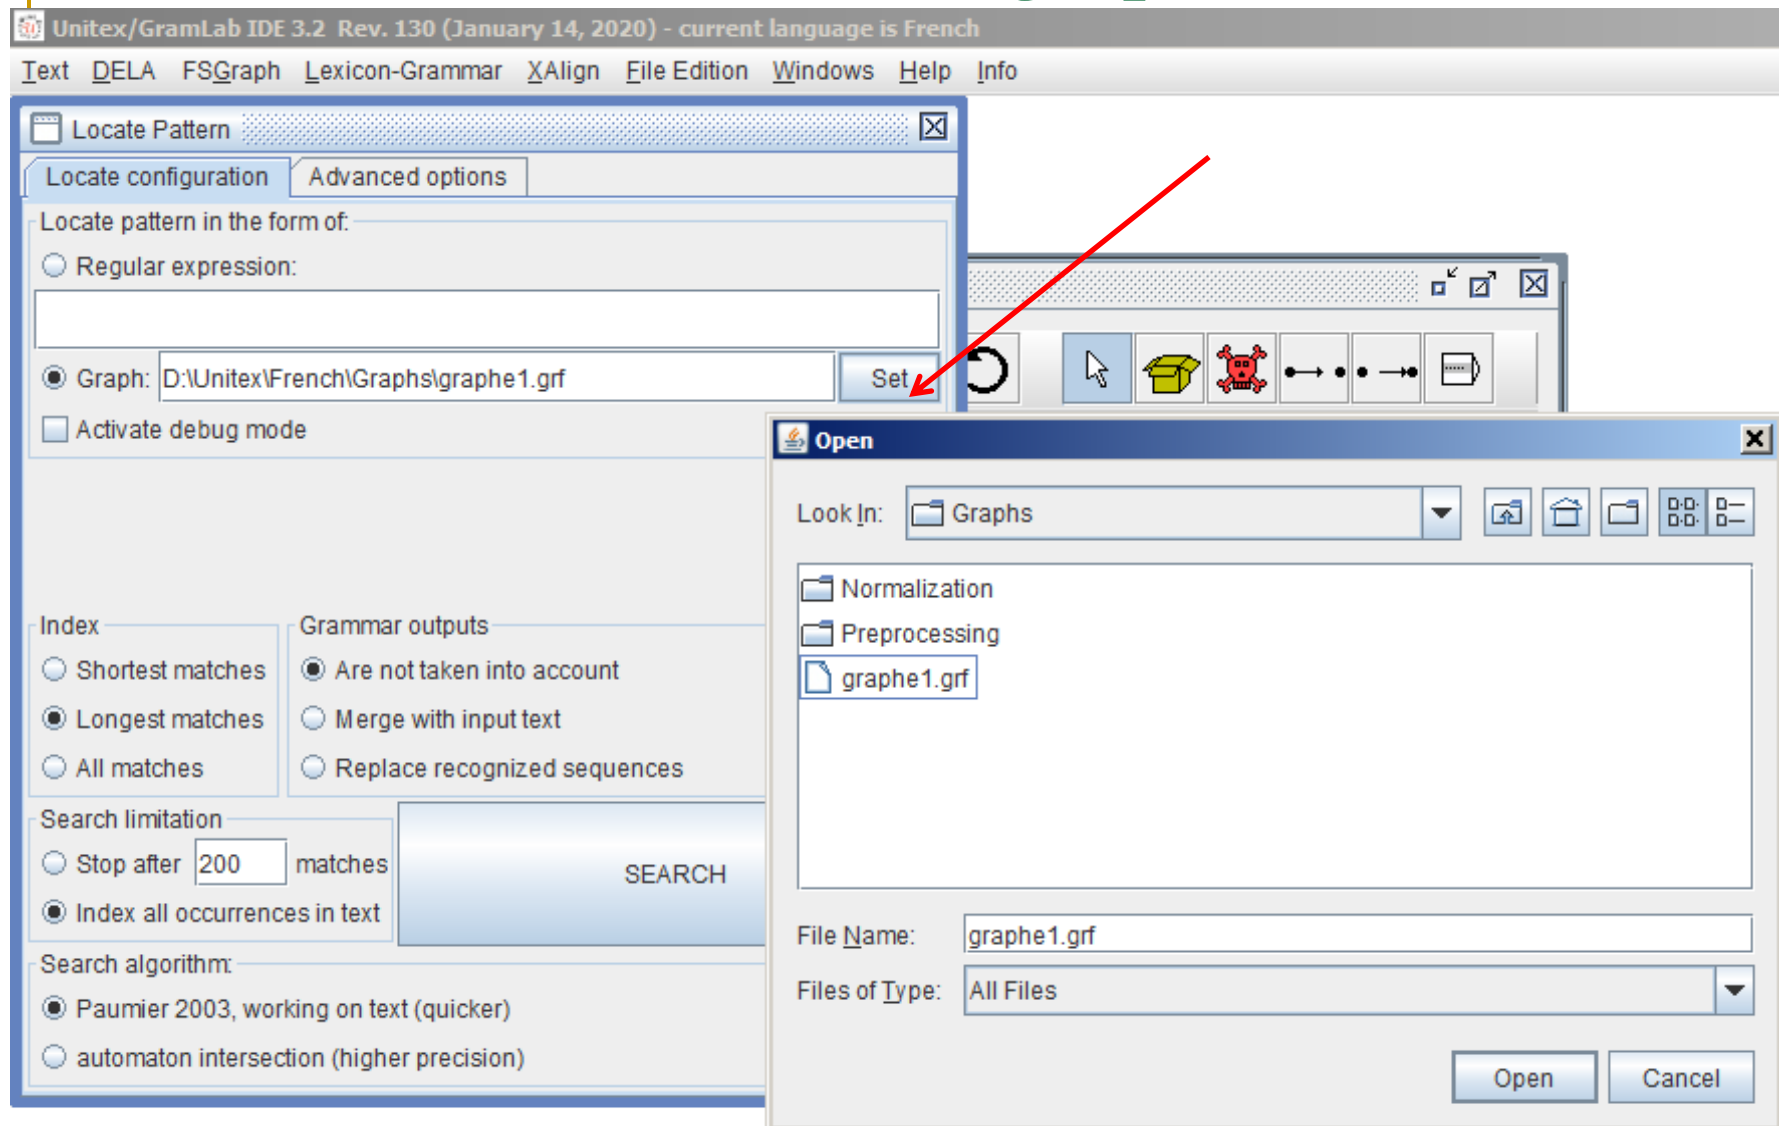 Unitex/GramLab IDE 3.2 Rev. 130 (January 14, 2020) - current language is French
Text DELA FSGraph Lexicon-Grammar XAlign File Edition Windows Help Info
Locate Pattern
Locate configuration Advanced options
Locate pattern in the form of:
Regular expression:
Graph: D:\Unitex\French\Graphs\graphe1.grf Set
Activate debug mode
Index
Shortest matches
Longest matches
All matches
Grammar outputs
Are not taken into account
Merge with input text
Replace recognized sequences
Search limitation
Stop after 200 matches
Index all occurrences in text
SEARCH
Search algorithm:
Paumier 2003, working on text (quicker)
automaton intersection (higher precision)
Open
Look In: Graphs
Normalization
Preprocessing
graphe1.grf
File Name: graphe1.grf
Files of Type: All Files
Open Cancel